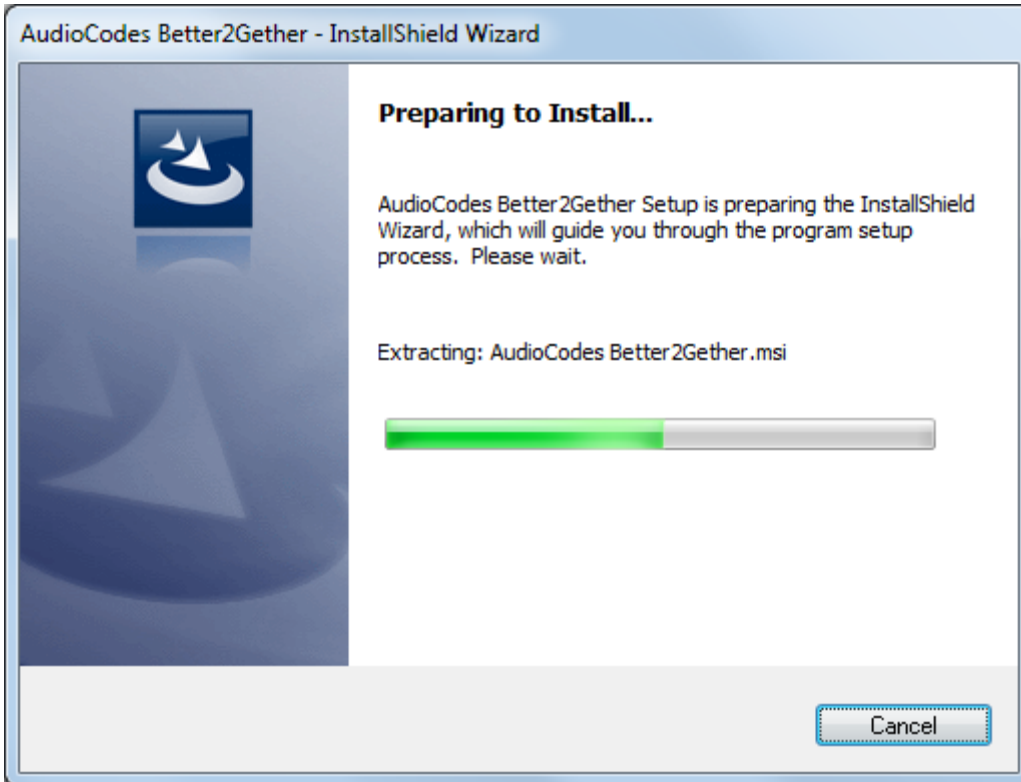 AudioCodes Better2Gether - InstallShield Wizard
Preparing to Install...
AudioCodes Better2Gether Setup is preparing the InstallShield
Wizard, which will guide you through the program setup
process.  Please wait.
Extracting: AudioCodes Better2Gether.msi
Cancel